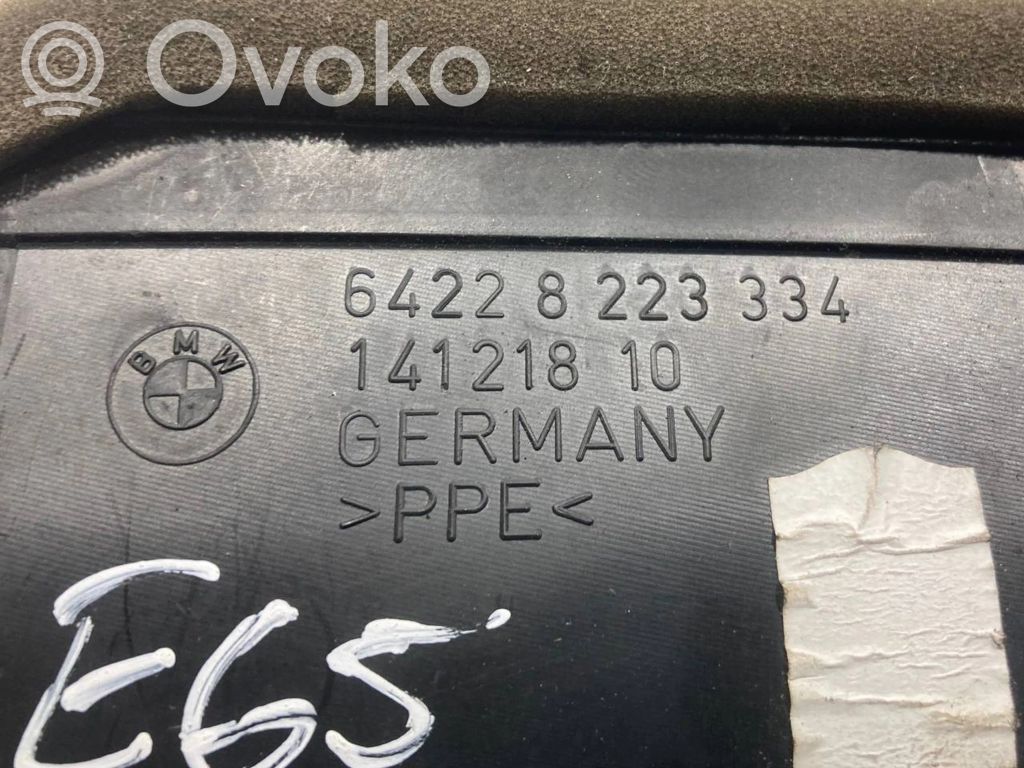 Ovoko
6422 8 223 334
BMW
141218 10
GERMANY
>PPE<
E65